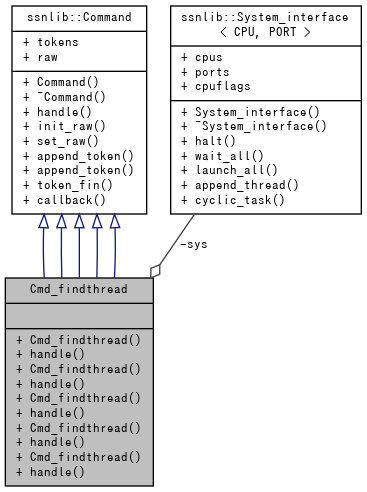 ssnlib::Command
+ tokens
+ raw
+ Command()
+ ~Command()
+ handle()
+ init_raw()
+ set_raw()
+ append_token()
+ append_token()
+ token_fin()
+ callback()
ssnlib::System_interface
< CPU, PORT >
+ cpus
+ ports
+ cpuflags
+ System_interface()
+ ~System_interface()
+ halt()
+ wait_all()
+ launch_all()
+ append_thread()
+ cyclic_task()
-sys
Cmd_findthread
+ Cmd_findthread()
+ handle()
+ Cmd_findthread()
+ handle()
+ Cmd_findthread()
+ handle()
+ Cmd_findthread()
+ handle()
+ Cmd_findthread()
+ handle()